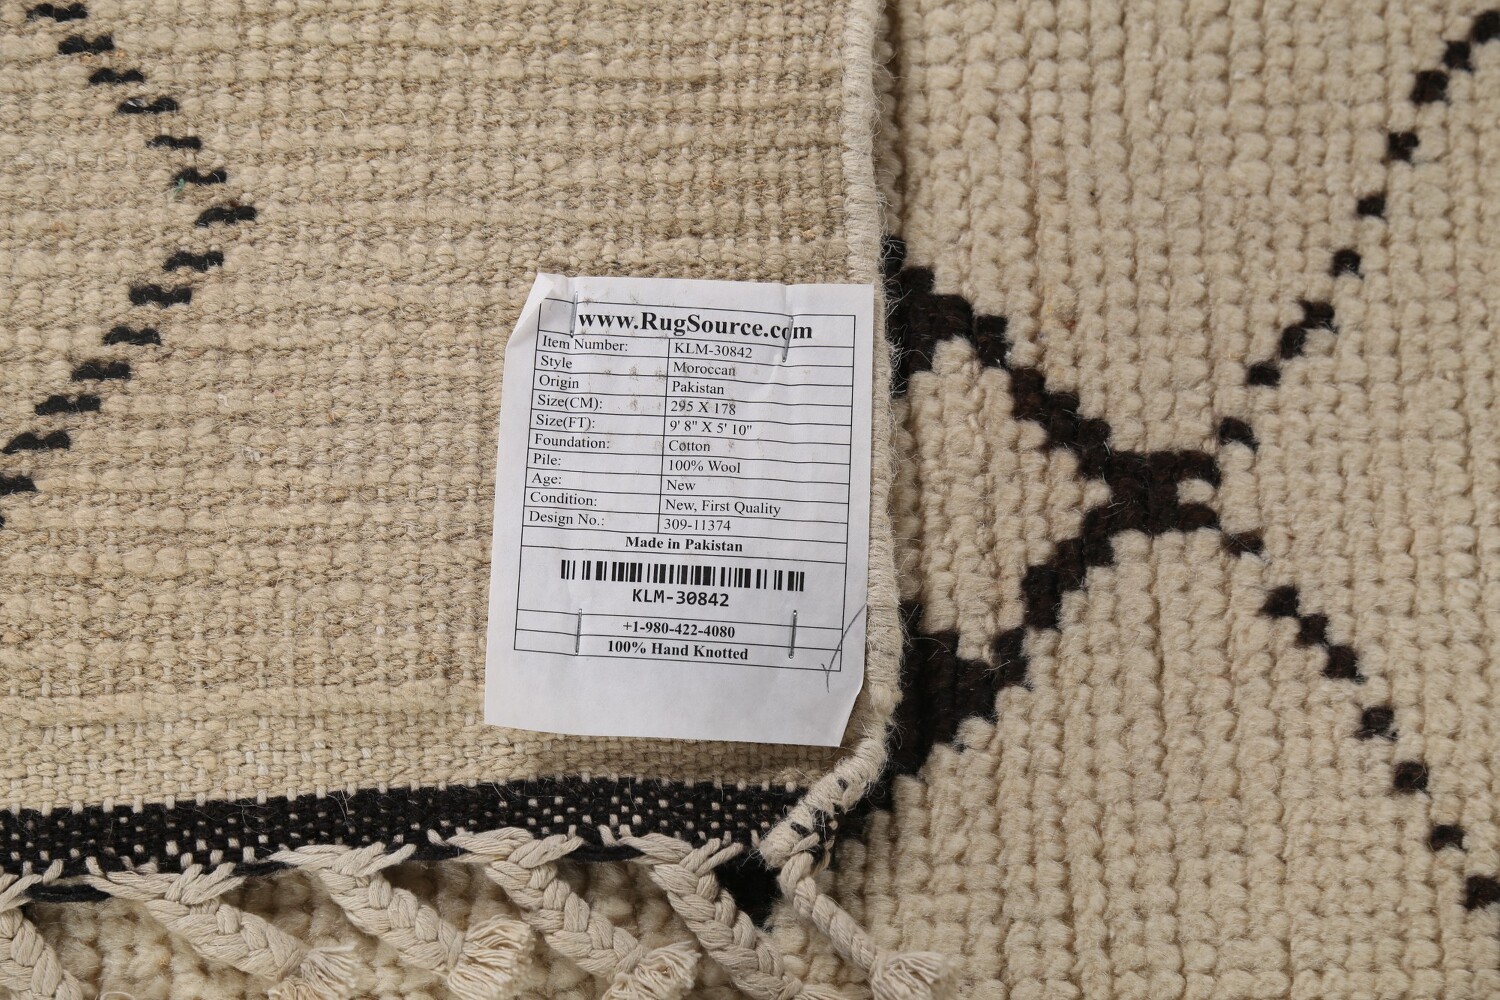 www.RugSource.com
Item Number: KLM-30842
Style Moroccan
Origin Pakistan
Size(CM): 295 X 178
Size(FT): 9' 8" X 5' 10"
Foundation: Cotton
Pile: 100% Wool
Age: New
Condition: New, First Quality
Design No.: 309-11374
Made in Pakistan
KLM-30842
+1-980-422-4080
100% Hand Knotted